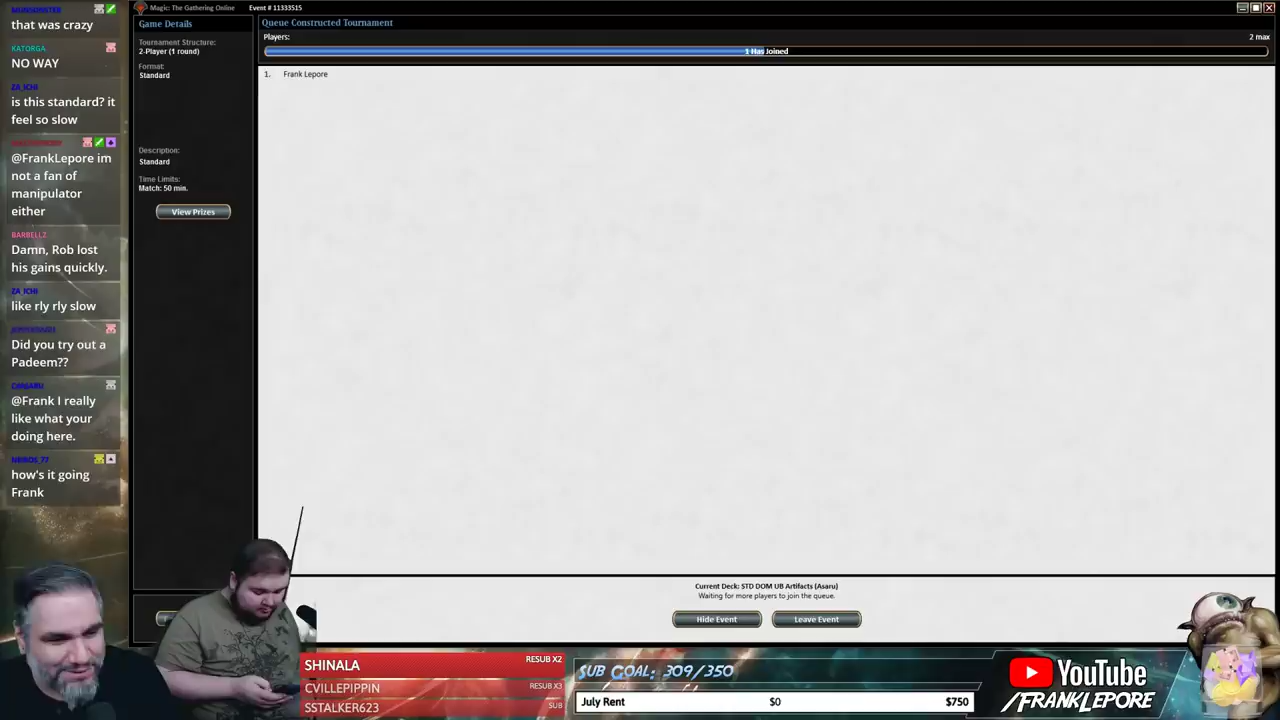 that was crazy
KATORGA
NO WAY
ZA_ICHI
is this standard? it
feel so slow
@FrankLepore im
not a fan of
manipulator
either
BARBELLZ
Damn, Rob lost
his gains quickly.
ZA_ICHI
like rly rly slow
Did you try out a
Padeem??
@Frank I really
like what your
doing here.
NEIROS_77
how's it going
Frank
Magic: The Gathering Online Event # 11333515
Game Details
Tournament Structure:
2-Player (1 round)
Format:
Standard
Description:
Standard
Time Limits:
Match: 50 min.
View Prizes
Queue Constructed Tournament
Players:
2 max
1 Has Joined
1. Frank Lepore
Current Deck: STD DOM UB Artifacts (Asaru)
Waiting for more players to join the queue.
Hide Event
Leave Event
SHINALA RESUB X2
CVILLEPIPPIN RESUB X3
SSTALKER623 SUB
SUB GOAL: 309/350
July Rent $0 $750
YouTube
/FRANKLEPORE